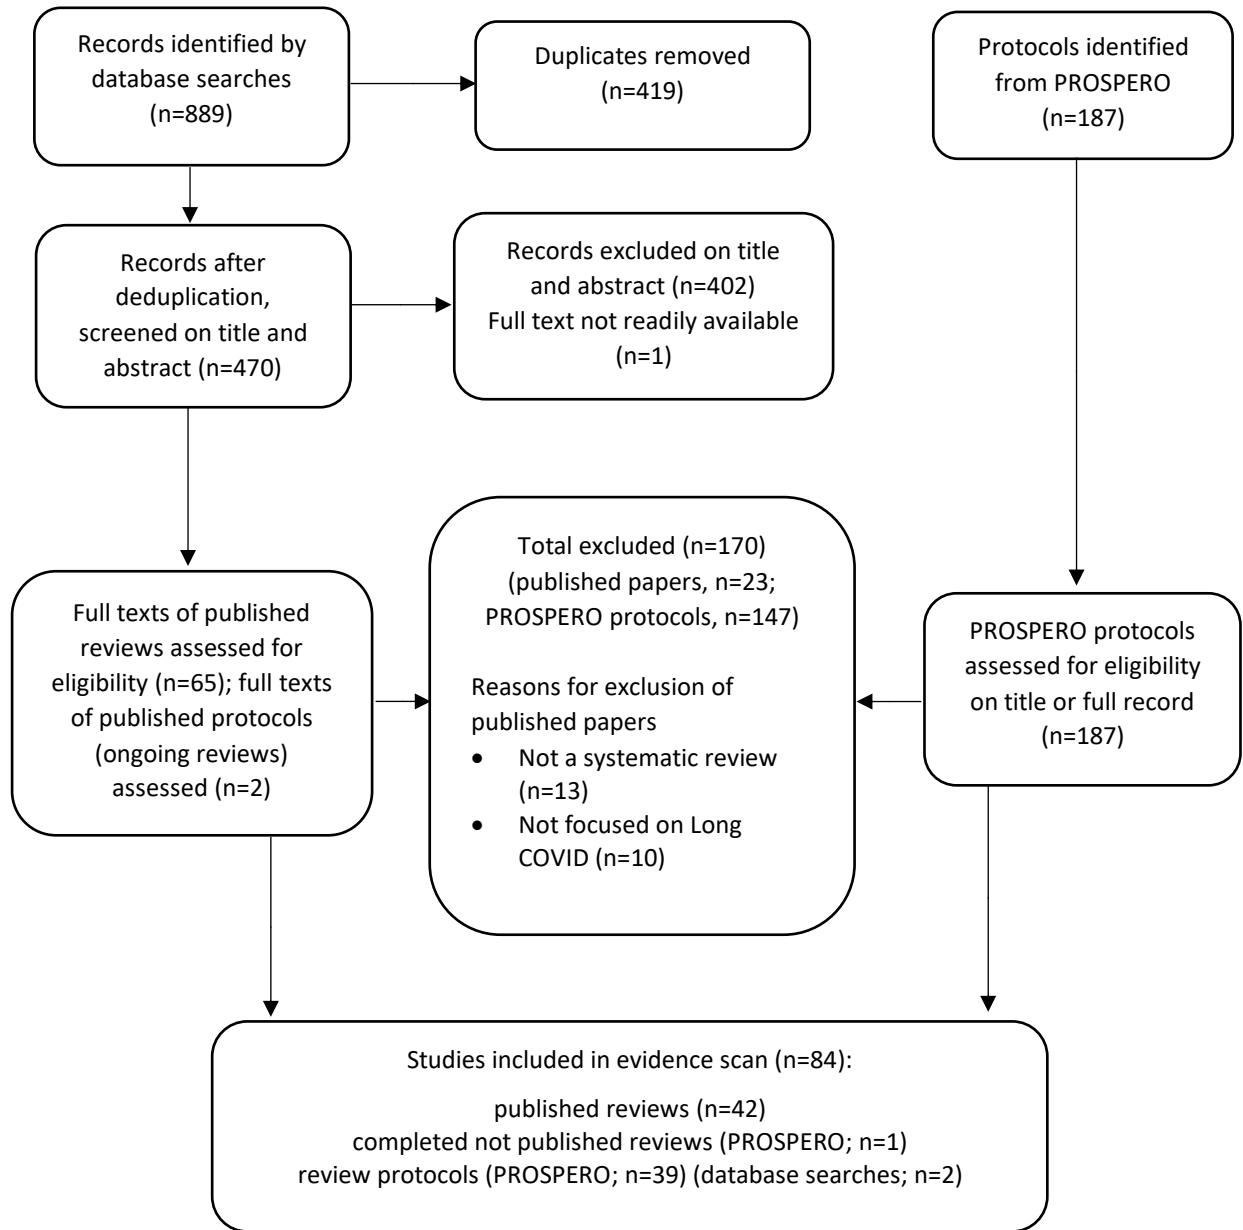 Records identified by
database searches
(n=889)
Duplicates removed
(n=419)
Protocols identified
from PROSPERO
(n=187)
Records after
deduplication,
screened on title and
abstract (n=470)
Records excluded on title
and abstract (n=402)
Full text not readily available
(n=1)
Full texts of published
reviews assessed for
eligibility (n=65); full texts
of published protocols
(ongoing reviews)
assessed (n=2)
Total excluded (n=170)
(published papers, n=23;
PROSPERO protocols, n=147)
Reasons for exclusion of
published papers
• Not a systematic review
(n=13)
• Not focused on Long
COVID (n=10)
PROSPERO protocols
assessed for eligibility
on title or full record
(n=187)
Studies included in evidence scan (n=84):
published reviews (n=42)
completed not published reviews (PROSPERO; n=1)
review protocols (PROSPERO; n=39) (database searches; n=2)